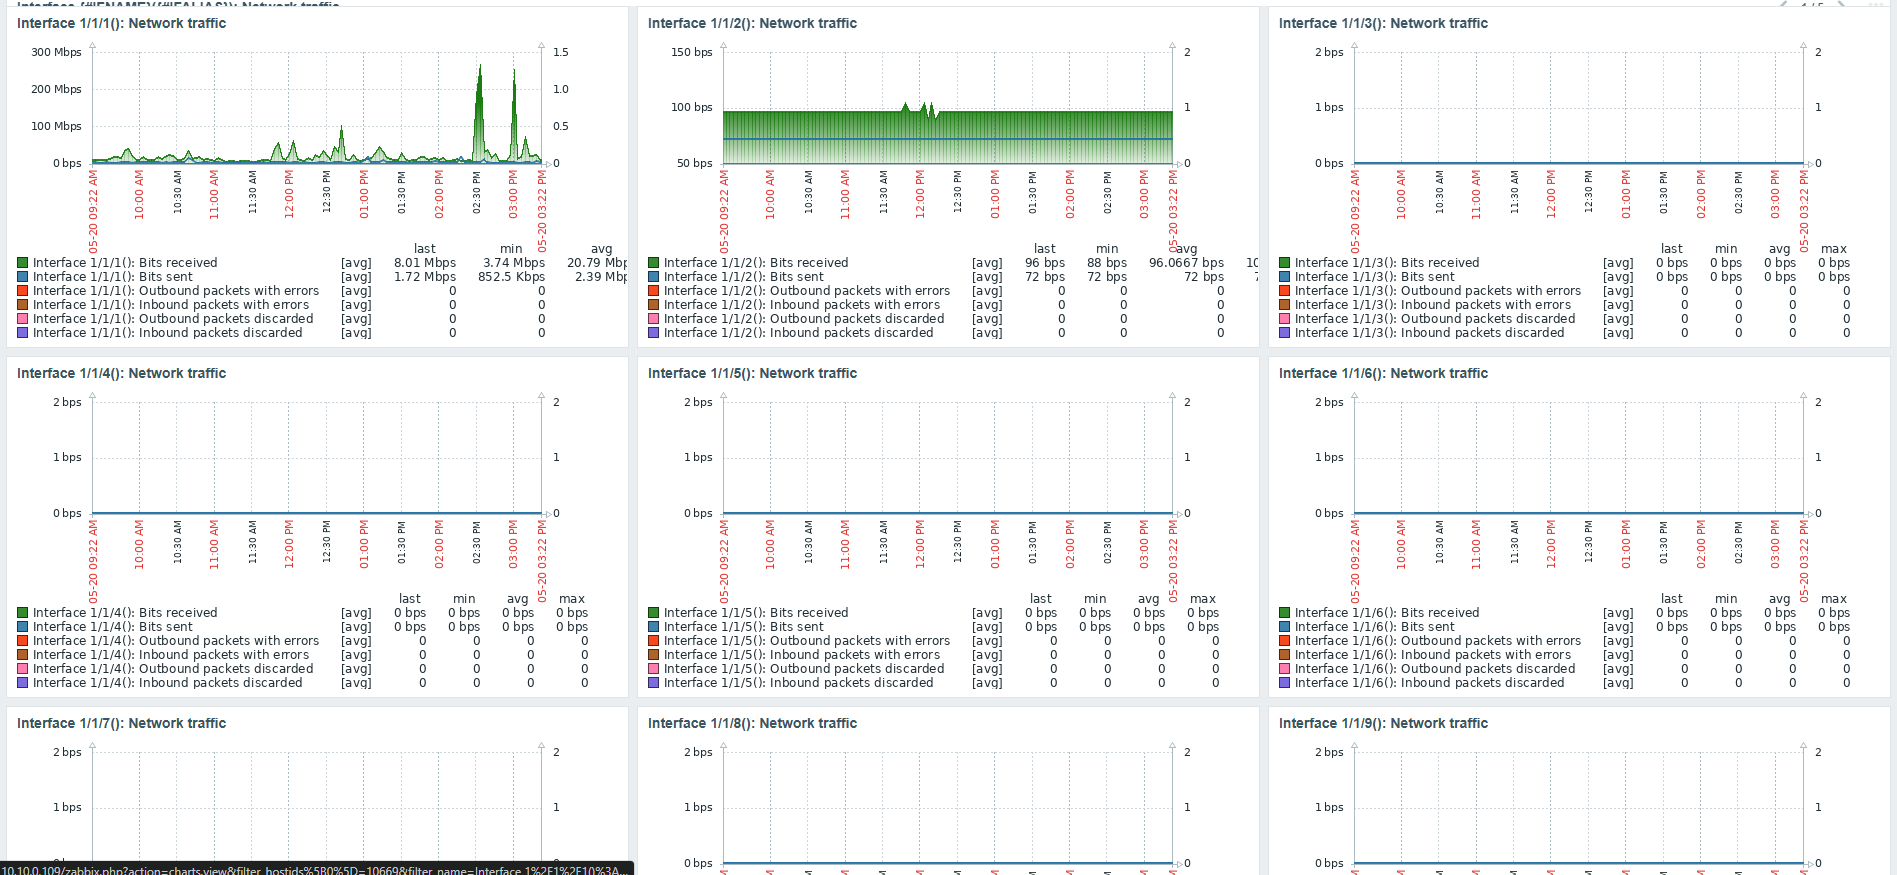 Interface {#IFNAME}({#IFALIAS}): Network traffic
1 / 5
Interface 1/1/1(): Network traffic
300 Mbps
200 Mbps
100 Mbps
0 bps
1.5
1.0
0.5
0
05-20 09:22 AM
10:00 AM
10:30 AM
11:00 AM
11:30 AM
12:00 PM
12:30 PM
01:00 PM
01:30 PM
02:00 PM
02:30 PM
03:00 PM
05-20 03:22 PM
last min avg
Interface 1/1/1(): Bits received [avg] 8.01 Mbps 3.74 Mbps 20.79 Mbp
Interface 1/1/1(): Bits sent [avg] 1.72 Mbps 852.5 Kbps 2.39 Mbp
Interface 1/1/1(): Outbound packets with errors [avg] 0 0
Interface 1/1/1(): Inbound packets with errors [avg] 0 0
Interface 1/1/1(): Outbound packets discarded [avg] 0 0
Interface 1/1/1(): Inbound packets discarded [avg] 0 0
Interface 1/1/2(): Network traffic
150 bps
100 bps
50 bps
2
1
0
05-20 09:22 AM
10:00 AM
10:30 AM
11:00 AM
11:30 AM
12:00 PM
12:30 PM
01:00 PM
01:30 PM
02:00 PM
02:30 PM
03:00 PM
05-20 03:22 PM
last min avg
Interface 1/1/2(): Bits received [avg] 96 bps 88 bps 96.0667 bps 10
Interface 1/1/2(): Bits sent [avg] 72 bps 72 bps 72 bps 7
Interface 1/1/2(): Outbound packets with errors [avg] 0 0 0
Interface 1/1/2(): Inbound packets with errors [avg] 0 0 0
Interface 1/1/2(): Outbound packets discarded [avg] 0 0 0
Interface 1/1/2(): Inbound packets discarded [avg] 0 0 0
Interface 1/1/3(): Network traffic
2 bps
1 bps
0 bps
2
1
0
05-20 09:22 AM
10:00 AM
10:30 AM
11:00 AM
11:30 AM
12:00 PM
12:30 PM
01:00 PM
01:30 PM
02:00 PM
02:30 PM
03:00 PM
05-20 03:22 PM
last min avg max
Interface 1/1/3(): Bits received [avg] 0 bps 0 bps 0 bps 0 bps
Interface 1/1/3(): Bits sent [avg] 0 bps 0 bps 0 bps 0 bps
Interface 1/1/3(): Outbound packets with errors [avg] 0 0 0 0
Interface 1/1/3(): Inbound packets with errors [avg] 0 0 0 0
Interface 1/1/3(): Outbound packets discarded [avg] 0 0 0 0
Interface 1/1/3(): Inbound packets discarded [avg] 0 0 0 0
Interface 1/1/4(): Network traffic
2 bps
1 bps
0 bps
2
1
0
05-20 09:22 AM
10:00 AM
10:30 AM
11:00 AM
11:30 AM
12:00 PM
12:30 PM
01:00 PM
01:30 PM
02:00 PM
02:30 PM
03:00 PM
05-20 03:22 PM
last min avg max
Interface 1/1/4(): Bits received [avg] 0 bps 0 bps 0 bps 0 bps
Interface 1/1/4(): Bits sent [avg] 0 bps 0 bps 0 bps 0 bps
Interface 1/1/4(): Outbound packets with errors [avg] 0 0 0 0
Interface 1/1/4(): Inbound packets with errors [avg] 0 0 0 0
Interface 1/1/4(): Outbound packets discarded [avg] 0 0 0 0
Interface 1/1/4(): Inbound packets discarded [avg] 0 0 0 0
Interface 1/1/5(): Network traffic
2 bps
1 bps
0 bps
2
1
0
05-20 09:22 AM
10:00 AM
10:30 AM
11:00 AM
11:30 AM
12:00 PM
12:30 PM
01:00 PM
01:30 PM
02:00 PM
02:30 PM
03:00 PM
05-20 03:22 PM
last min avg max
Interface 1/1/5(): Bits received [avg] 0 bps 0 bps 0 bps 0 bps
Interface 1/1/5(): Bits sent [avg] 0 bps 0 bps 0 bps 0 bps
Interface 1/1/5(): Outbound packets with errors [avg] 0 0 0 0
Interface 1/1/5(): Inbound packets with errors [avg] 0 0 0 0
Interface 1/1/5(): Outbound packets discarded [avg] 0 0 0 0
Interface 1/1/5(): Inbound packets discarded [avg] 0 0 0 0
Interface 1/1/6(): Network traffic
2 bps
1 bps
0 bps
2
1
0
05-20 09:22 AM
10:00 AM
10:30 AM
11:00 AM
11:30 AM
12:00 PM
12:30 PM
01:00 PM
01:30 PM
02:00 PM
02:30 PM
03:00 PM
05-20 03:22 PM
last min avg max
Interface 1/1/6(): Bits received [avg] 0 bps 0 bps 0 bps 0 bps
Interface 1/1/6(): Bits sent [avg] 0 bps 0 bps 0 bps 0 bps
Interface 1/1/6(): Outbound packets with errors [avg] 0 0 0 0
Interface 1/1/6(): Inbound packets with errors [avg] 0 0 0 0
Interface 1/1/6(): Outbound packets discarded [avg] 0 0 0 0
Interface 1/1/6(): Inbound packets discarded [avg] 0 0 0 0
Interface 1/1/7(): Network traffic
2 bps
1 bps
2
1
Interface 1/1/8(): Network traffic
2 bps
1 bps
0 bps
2
1
0
Interface 1/1/9(): Network traffic
2 bps
1 bps
0 bps
2
1
0
10.10.0.109/zabbix.php?action=charts.view&filter_hostids%5B0%5D=10669&filter_name=Interface 1%2F1%2F10%3A...